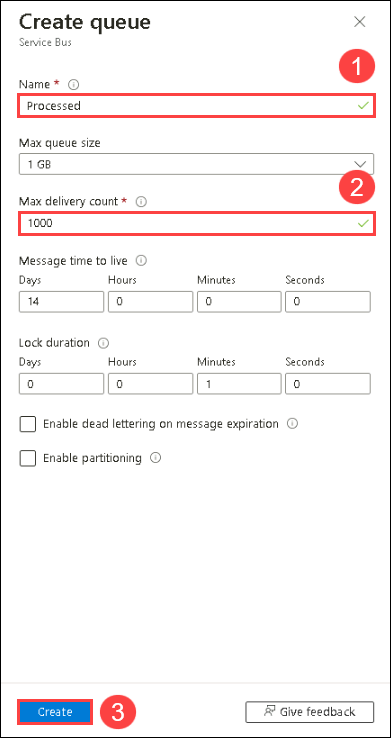 Create queue
Service Bus
1
Name *
Processed
Max queue size
1 GB
2
Max delivery count *
1000
Message time to live
Days Hours Minutes Seconds
14 0 0 0
Lock duration
Days Hours Minutes Seconds
0 0 1 0
Enable dead lettering on message expiration
Enable partitioning
Create 3 Give feedback